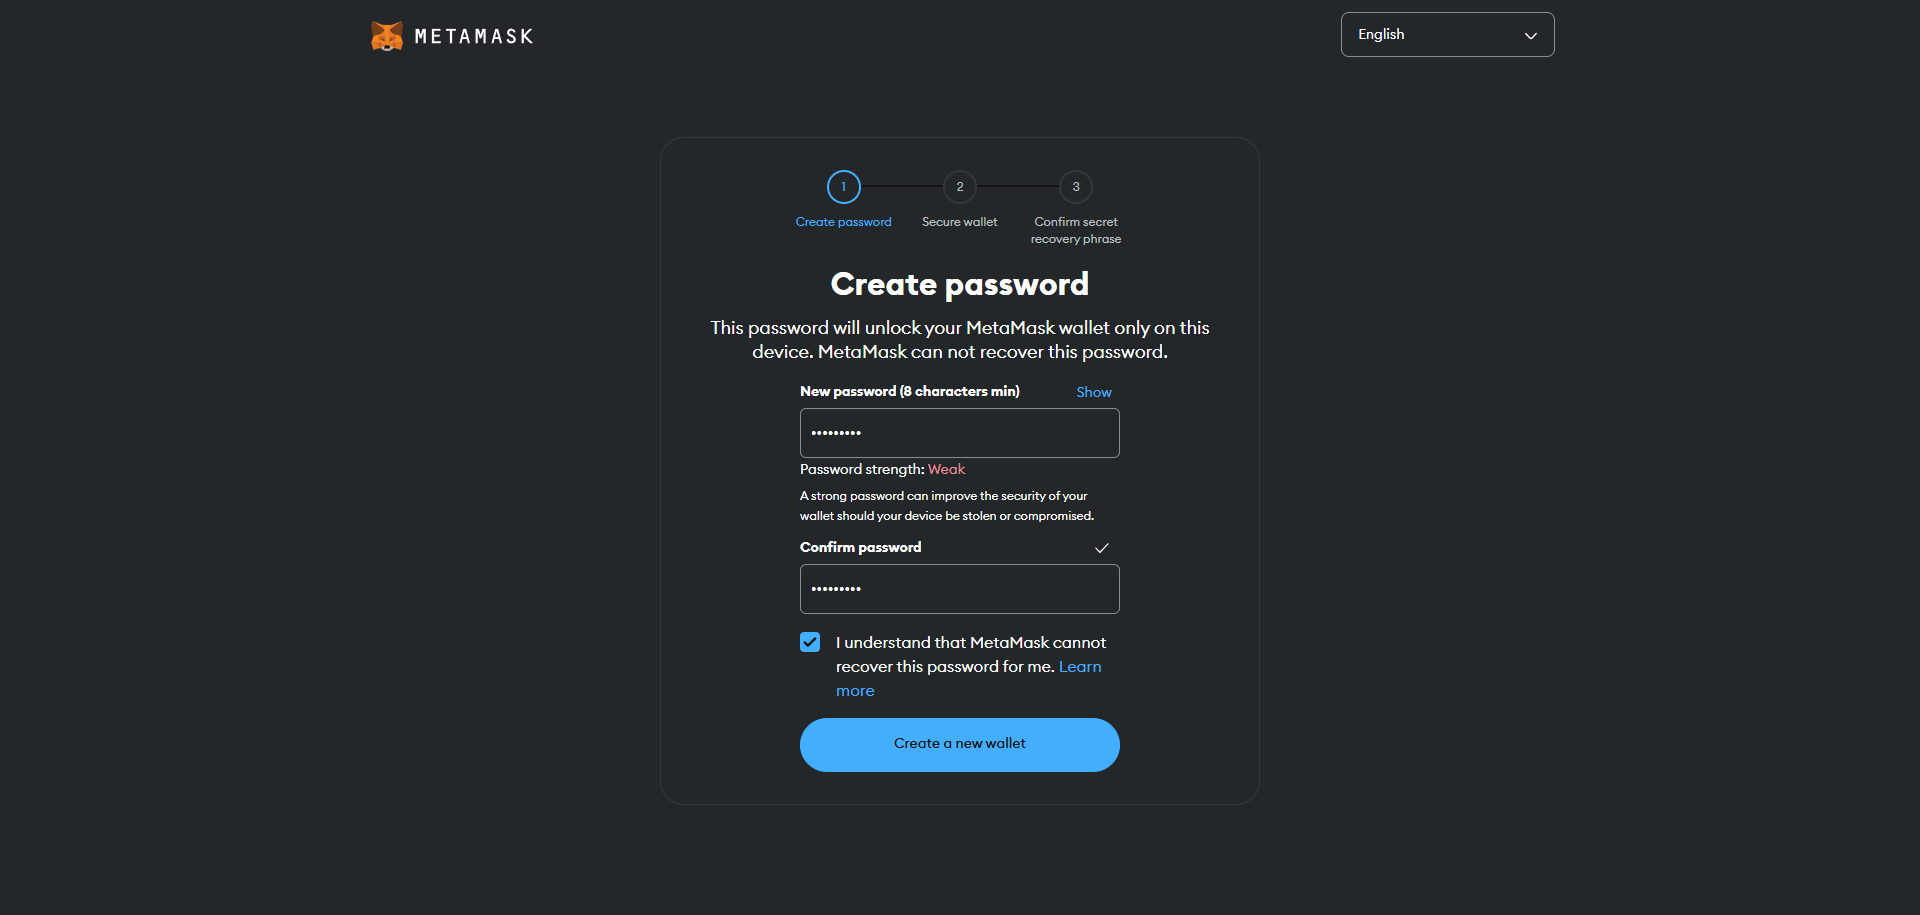 METAMASK
English
1
2
3
Create password
Secure wallet
Confirm secret
recovery phrase
Create password
This password will unlock your MetaMask wallet only on this
device. MetaMask can not recover this password.
New password (8 characters min)
Show
•••••••••
Password strength: Weak
A strong password can improve the security of your
wallet should your device be stolen or compromised.
Confirm password
•••••••••
I understand that MetaMask cannot
recover this password for me. Learn
more
Create a new wallet